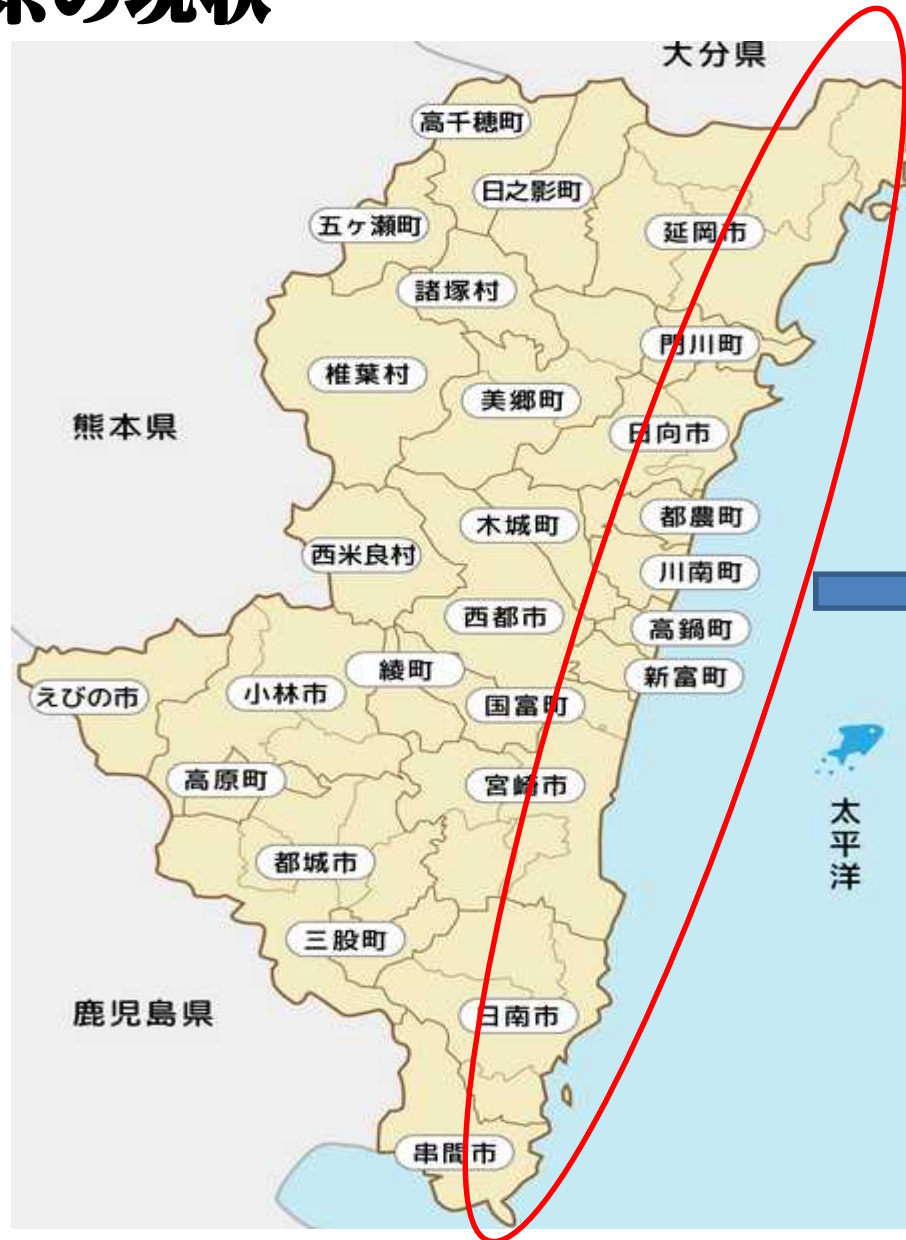 の現状
大分県
高千穂町
日之影町
五ヶ瀬町
延岡市
諸塚村
門川町
椎葉村
美郷町
熊本県
日向市
木城町
都農町
西米良村
川南町
西都市
高鍋町
綾町
新富町
えびの市
小林市
国富町
高原町
宮崎市
太平洋
都城市
三股町
鹿児島県
日南市
串間市